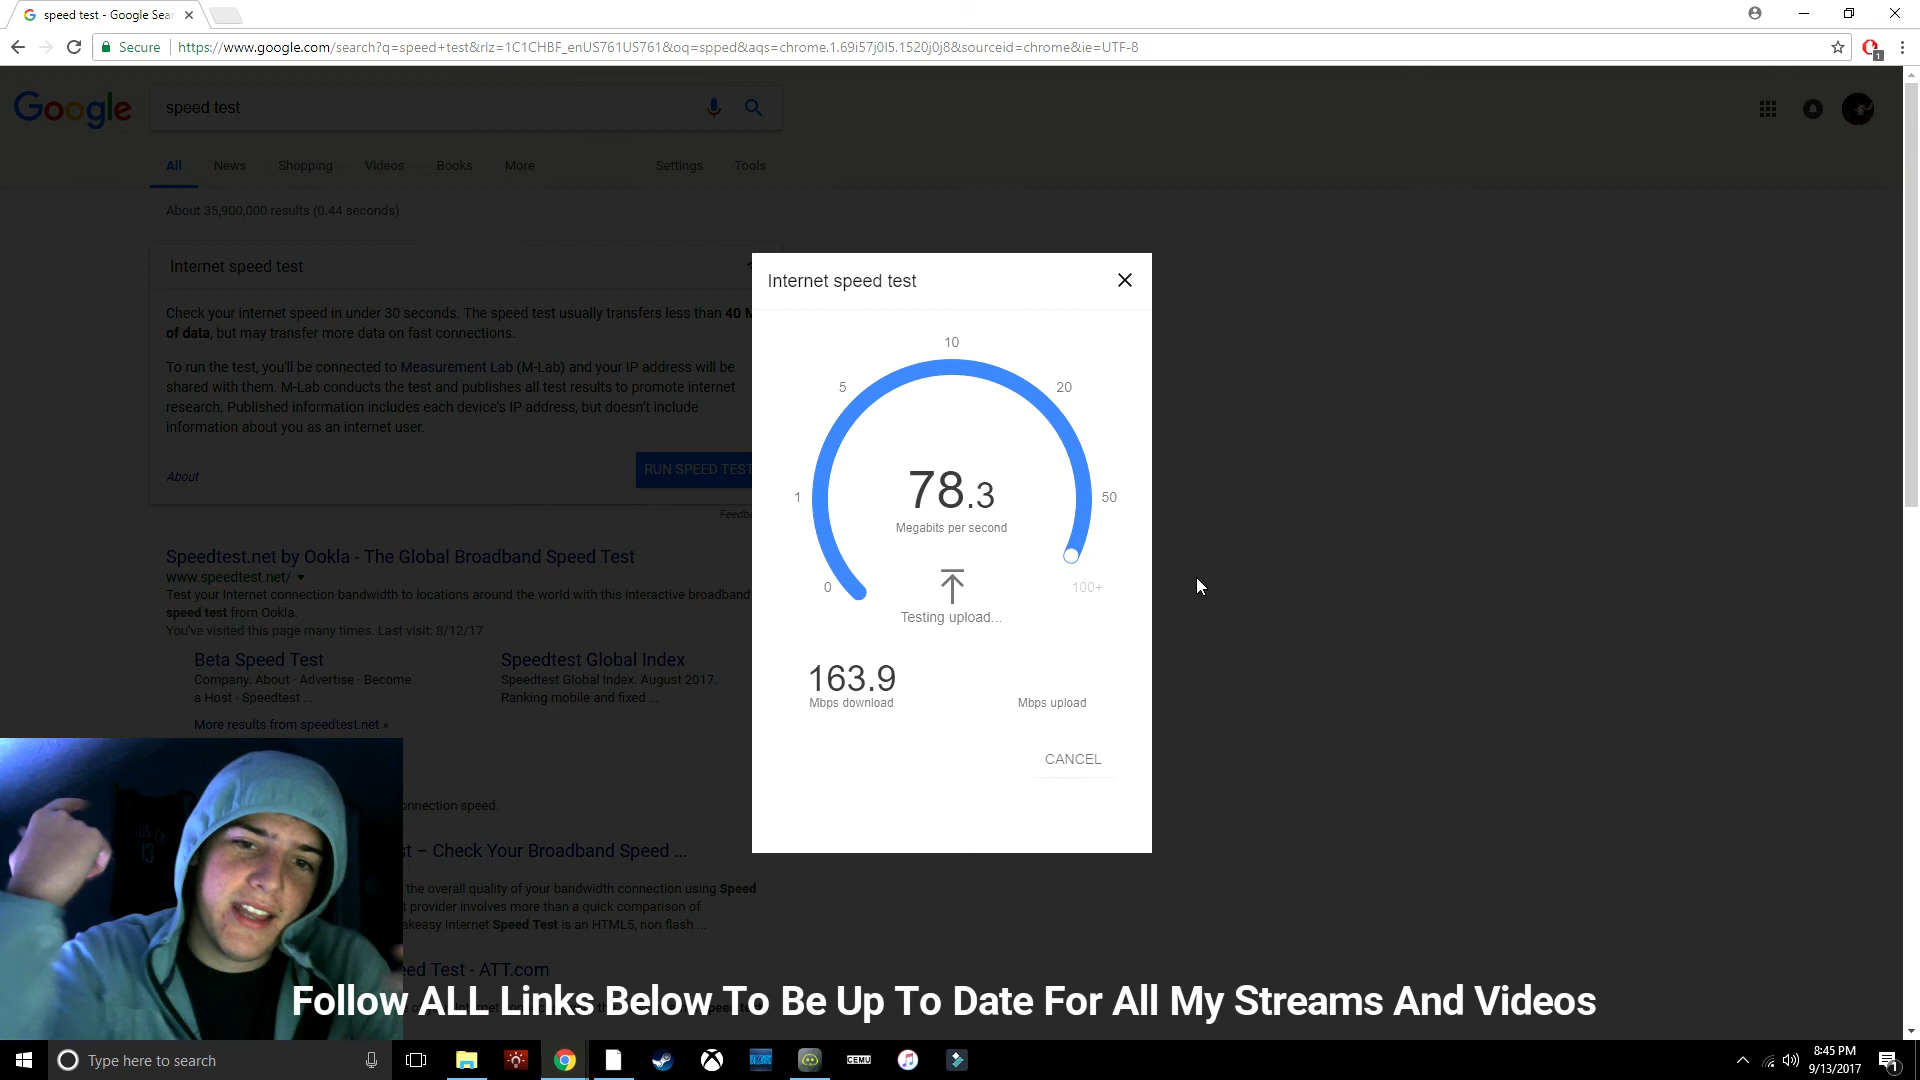 speed test - Google Sear
Secure
https://www.google.com/search?q=speed+test&rlz=1C1CHBF_enUS761US761&oq=spped&aqs=chrome.1.69i57j0l5.1520j0j8&sourceid=chrome&ie=UTF-8
1
Google
speed test
All News Shopping Videos Books More Settings Tools
About 35,900,000 results (0.44 seconds)
Internet speed test
Check your internet speed in under 30 seconds. The speed test usually transfers less than 40 M
of data, but may transfer more data on fast connections.
To run the test, you'll be connected to Measurement Lab (M-Lab) and your IP address will be
shared with them. M-Lab conducts the test and publishes all test results to promote internet
research. Published information includes each device's IP address, but doesn't include
information about you as an internet user.
About
RUN SPEED TEST
Feedba
Speedtest.net by Ookla - The Global Broadband Speed Test
www.speedtest.net/
Test your Internet connection bandwidth to locations around the world with this interactive broadband
speed test from Ookla.
You've visited this page many times. Last visit: 8/12/17
Beta Speed Test
Company. About · Advertise · Become
a Host · Speedtest ...
Speedtest Global Index
Speedtest Global Index. August 2017.
Ranking mobile and fixed ...
More results from speedtest.net »
onnection speed.
st – Check Your Broadband Speed ...
the overall quality of your bandwidth connection using Speed
t provider involves more than a quick comparison of
akeasy Internet Speed Test is an HTML5, non flash ...
eed Test - ATT.com
Internet speed test
0
1
5
10
20
50
100+
78.3
Megabits per second
Testing upload...
163.9
Mbps download
Mbps upload
CANCEL
Follow ALL Links Below To Be Up To Date For All My Streams And Videos
Type here to search
CEMU
8:45 PM
9/13/2017
1